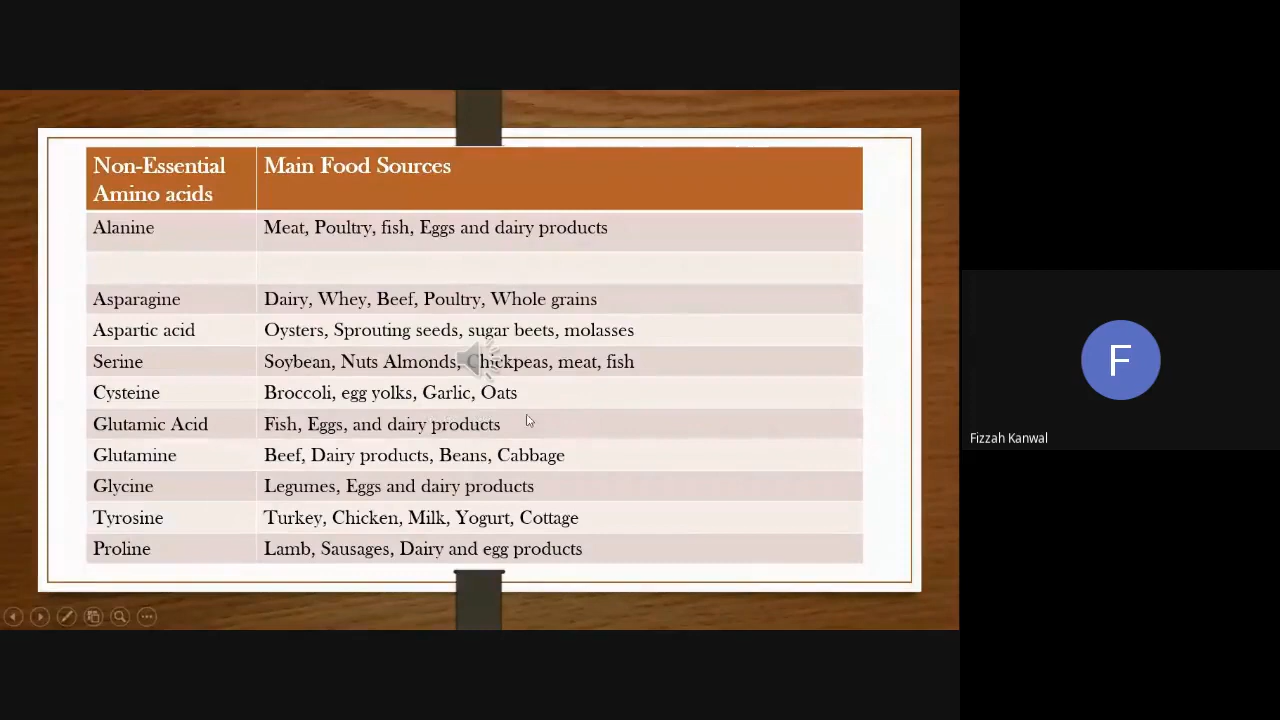 Non-Essential Main Food Sources
Amino acids
Alanine Meat, Poultry, fish, Eggs and dairy products
Asparagine Dairy, Whey, Beef, Poultry, Whole grains
Aspartic acid Oysters, Sprouting seeds, sugar beets, molasses
Serine Soybean, Nuts Almonds, Chickpeas, meat, fish
Cysteine Broccoli, egg yolks, Garlic, Oats
Glutamic Acid Fish, Eggs, and dairy products
Glutamine Beef, Dairy products, Beans, Cabbage
Glycine Legumes, Eggs and dairy products
Tyrosine Turkey, Chicken, Milk, Yogurt, Cottage
Proline Lamb, Sausages, Dairy and egg products
F
Fizzah Kanwal